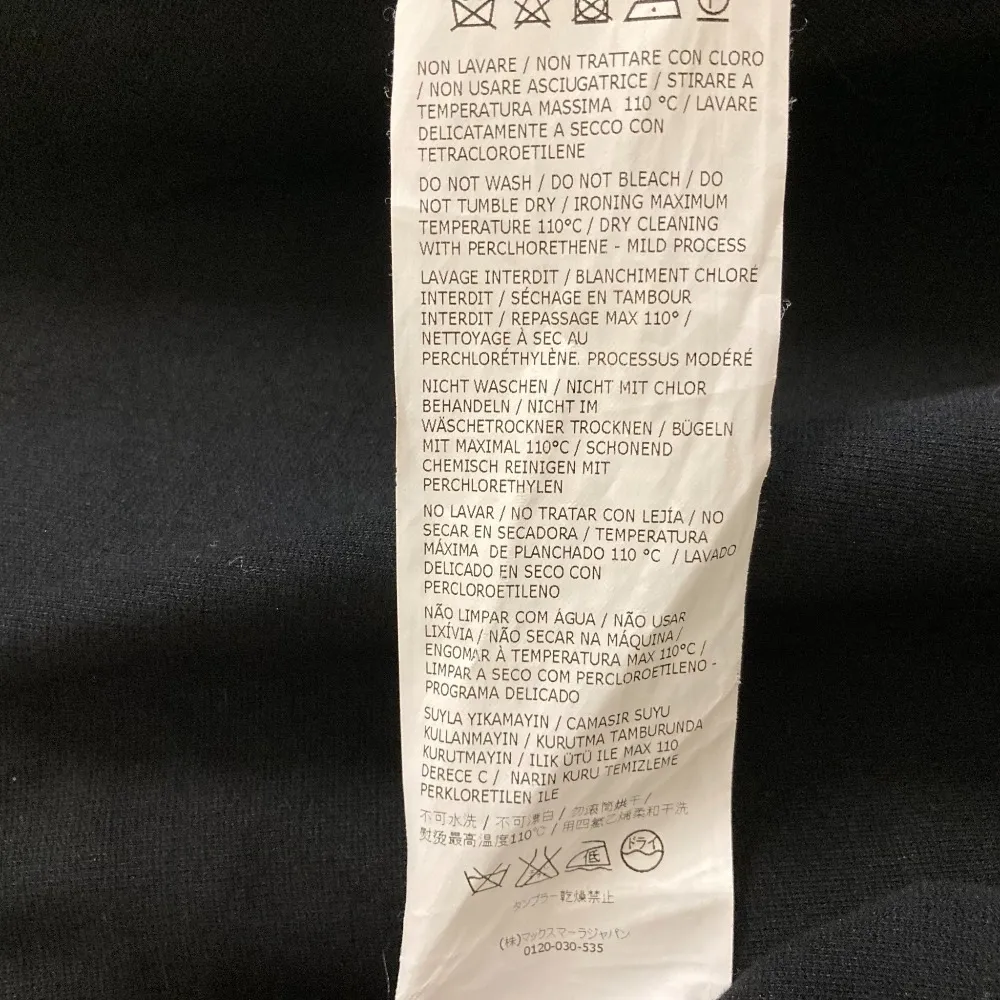 NON LAVARE / NON TRATTARE CON CLORO
/ NON USARE ASCIUGATRICE / STIRARE A
TEMPERATURA MASSIMA 110 °C / LAVARE
DELICATAMENTE A SECCO CON
TETRACLOROETILENE
DO NOT WASH / DO NOT BLEACH / DO
NOT TUMBLE DRY / IRONING MAXIMUM
TEMPERATURE 110°C / DRY CLEANING
WITH PERCLHORETHENE - MILD PROCESS
LAVAGE INTERDIT / BLANCHIMENT CHLORÉ
INTERDIT / SÉCHAGE EN TAMBOUR
INTERDIT / REPASSAGE MAX 110° /
NETTOYAGE À SEC AU
PERCHLORÉTHYLÈNE. PROCESSUS MODÉRÉ
NICHT WASCHEN / NICHT MIT CHLOR
BEHANDELN / NICHT IM
WÄSCHETROCKNER TROCKNEN / BÜGELN
MIT MAXIMAL 110°C / SCHONEND
CHEMISCH REINIGEN MIT
PERCHLORETHYLEN
NO LAVAR / NO TRATAR CON LEJÍA / NO
SECAR EN SECADORA / TEMPERATURA
MÁXIMA DE PLANCHADO 110 °C / LAVADO
DELICADO EN SECO CON
PERCLOROETILENO
NÃO LIMPAR COM ÁGUA / NÃO USAR
LIXÍVIA / NÃO SECAR NA MÁQUINA /
ENGOMAR À TEMPERATURA MAX 110°C /
LIMPAR A SECO COM PERCLOROETILENO -
PROGRAMA DELICADO
SUYLA YIKAMAYIN / CAMASIR SUYU
KULLANMAYIN / KURUTMA TAMBURUNDA
KURUTMAYIN / ILIK ÜTÜ ILE MAX 110
DERECE C / NARIN KURU TEMIZLEME
PERKLORETILEN ILE
不可水洗 / 不可漂白 / 勿滚筒烘干 /
熨烫最高温度110℃ / 用四氯乙烯柔和干洗
低 ドライ
タンブラー乾燥禁止
(株)マックスマーラジャパン
0120-030-535